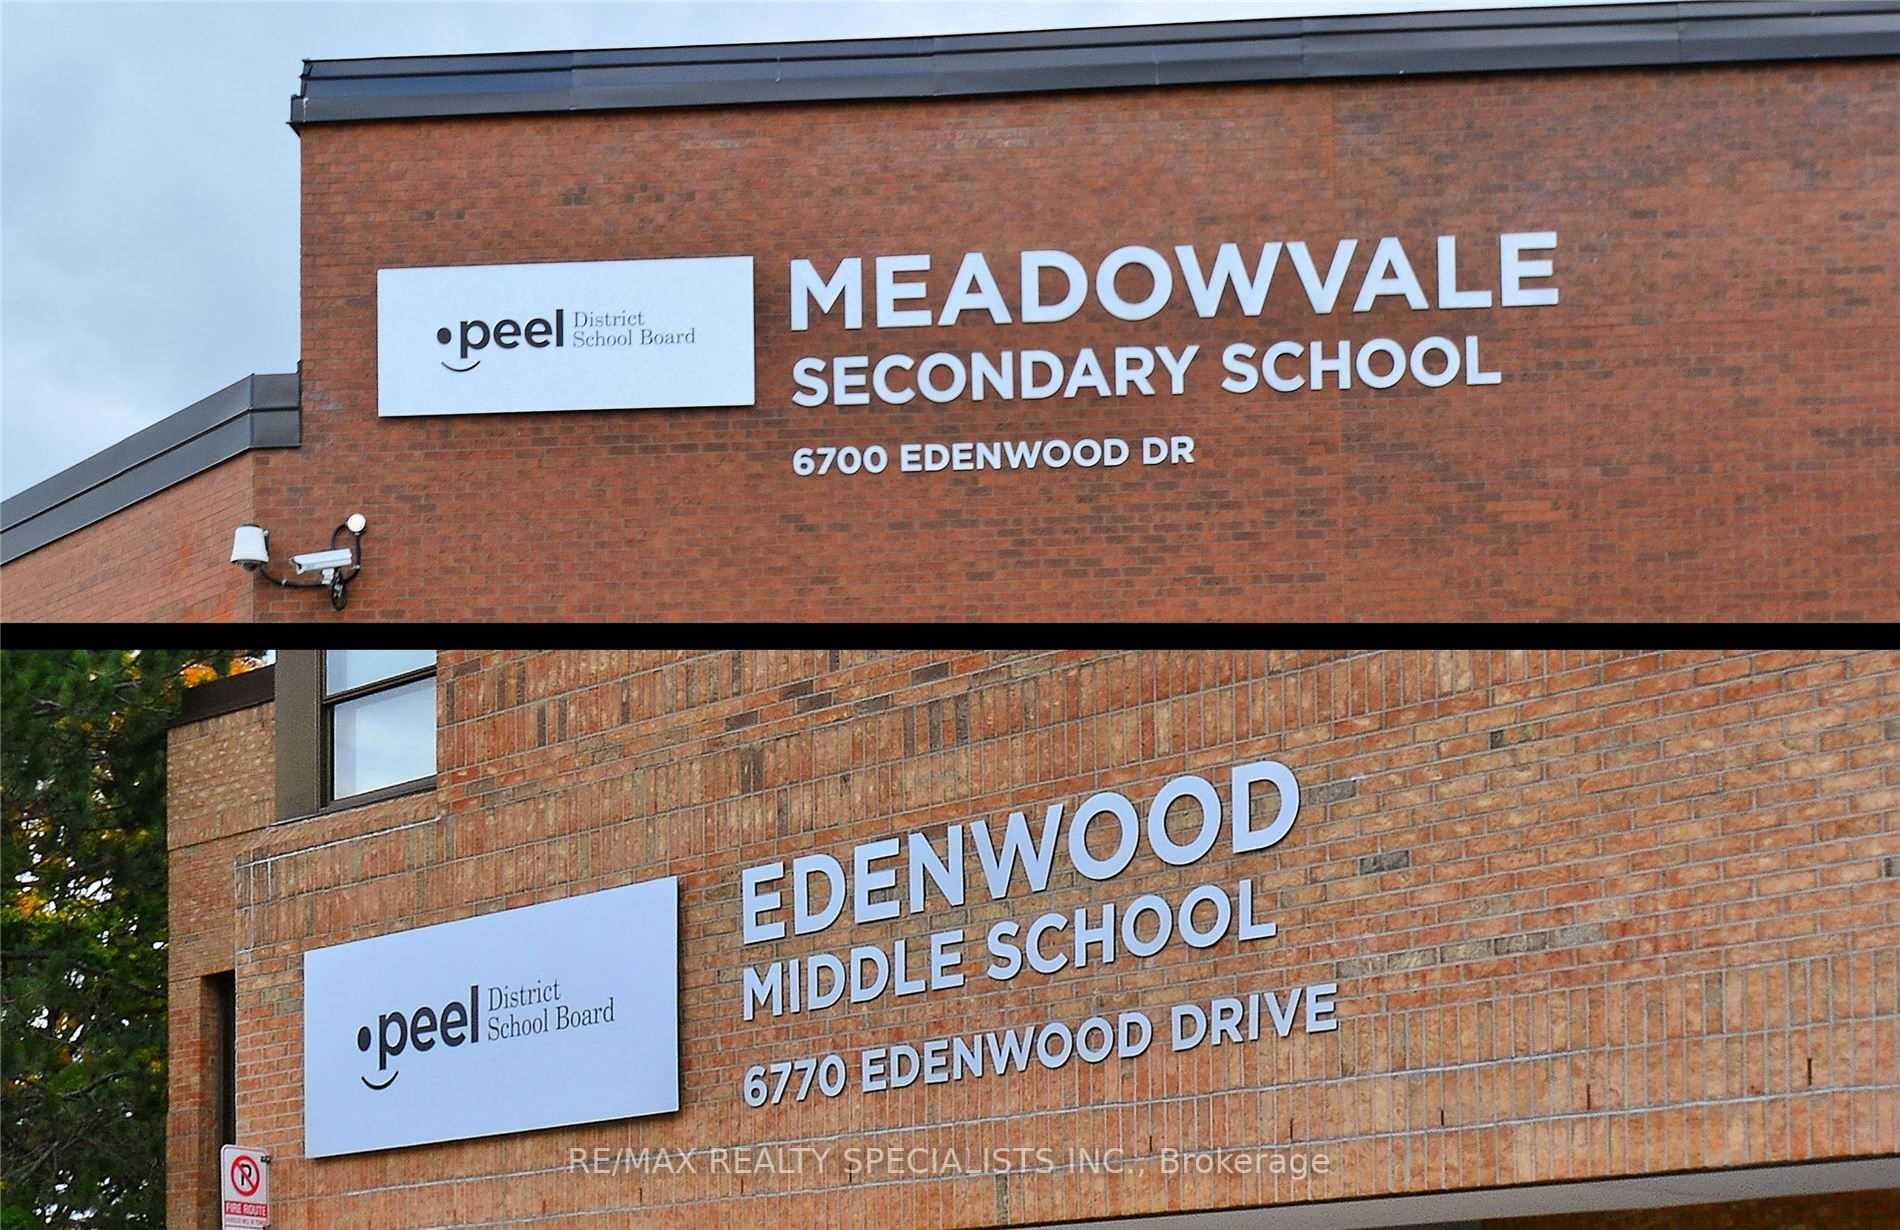 peel District
School Board
MEADOWVALE
SECONDARY SCHOOL
6700 EDENWOOD DR
peel District
School Board
EDENWOOD
MIDDLE SCHOOL
6770 EDENWOOD DRIVE
RE/MAX REALTY SPECIALISTS INC., Brokerage
P
FIRE ROUTE